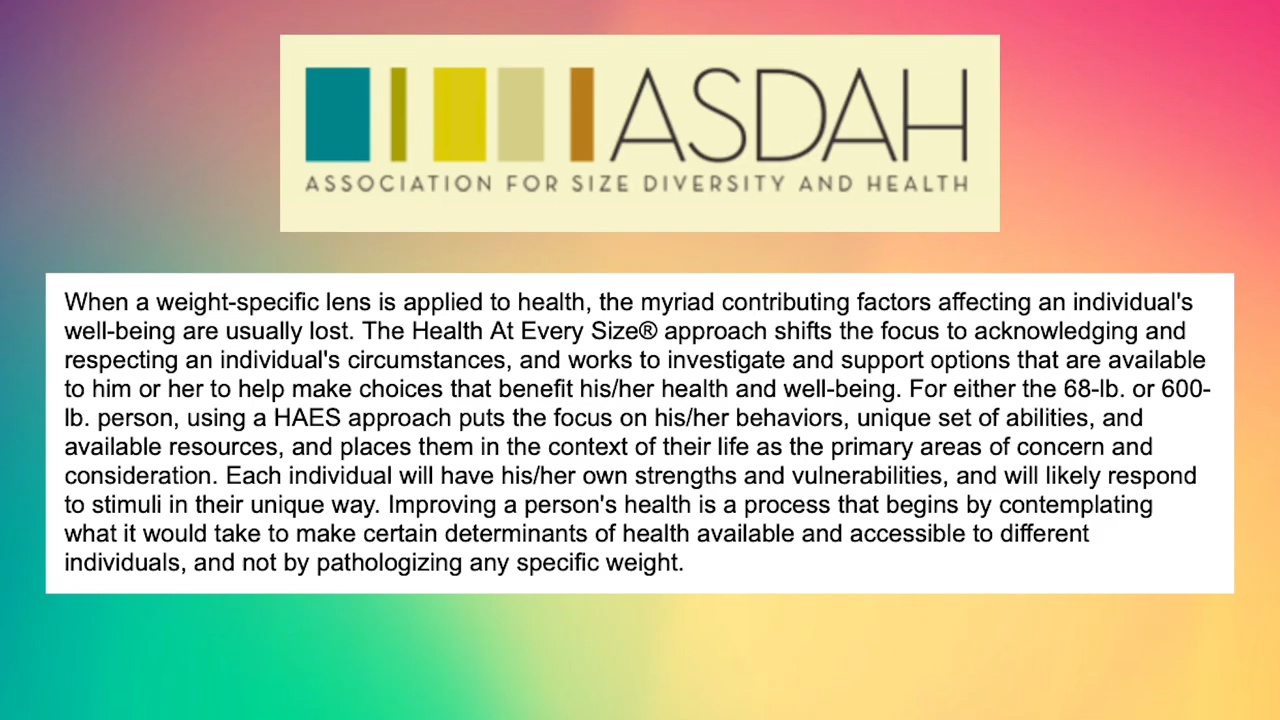 ASDAH
ASSOCIATION FOR SIZE DIVERSITY AND HEALTH
When a weight-specific lens is applied to health, the myriad contributing factors affecting an individual's
well-being are usually lost. The Health At Every Size® approach shifts the focus to acknowledging and
respecting an individual's circumstances, and works to investigate and support options that are available
to him or her to help make choices that benefit his/her health and well-being. For either the 68-lb. or 600-
lb. person, using a HAES approach puts the focus on his/her behaviors, unique set of abilities, and
available resources, and places them in the context of their life as the primary areas of concern and
consideration. Each individual will have his/her own strengths and vulnerabilities, and will likely respond
to stimuli in their unique way. Improving a person's health is a process that begins by contemplating
what it would take to make certain determinants of health available and accessible to different
individuals, and not by pathologizing any specific weight.